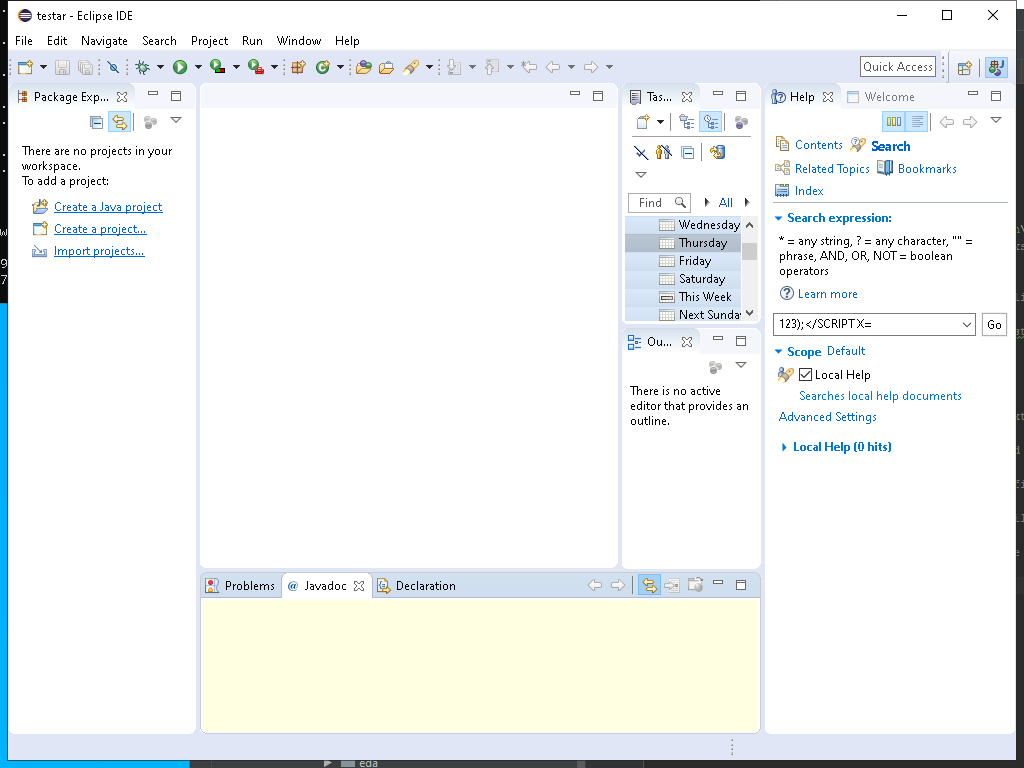 testar - Eclipse IDE
File Edit Navigate Search Project Run Window Help
Quick Access
Package Exp...
There are no projects in your
workspace.
To add a project:
Create a Java project
Create a project...
Import projects...
Tas...
Find
All
Wednesday
Thursday
Friday
Saturday
This Week
Next Sunda
Ou...
There is no active
editor that provides an
outline.
Help Welcome
Contents Search
Related Topics Bookmarks
Index
Search expression:
* = any string, ? = any character, "" =
phrase, AND, OR, NOT = boolean
operators
Learn more
123);</SCRIPTX=
Go
Scope Default
Local Help
Searches local help documents
Advanced Settings
Local Help (0 hits)
Problems @ Javadoc Declaration
eda